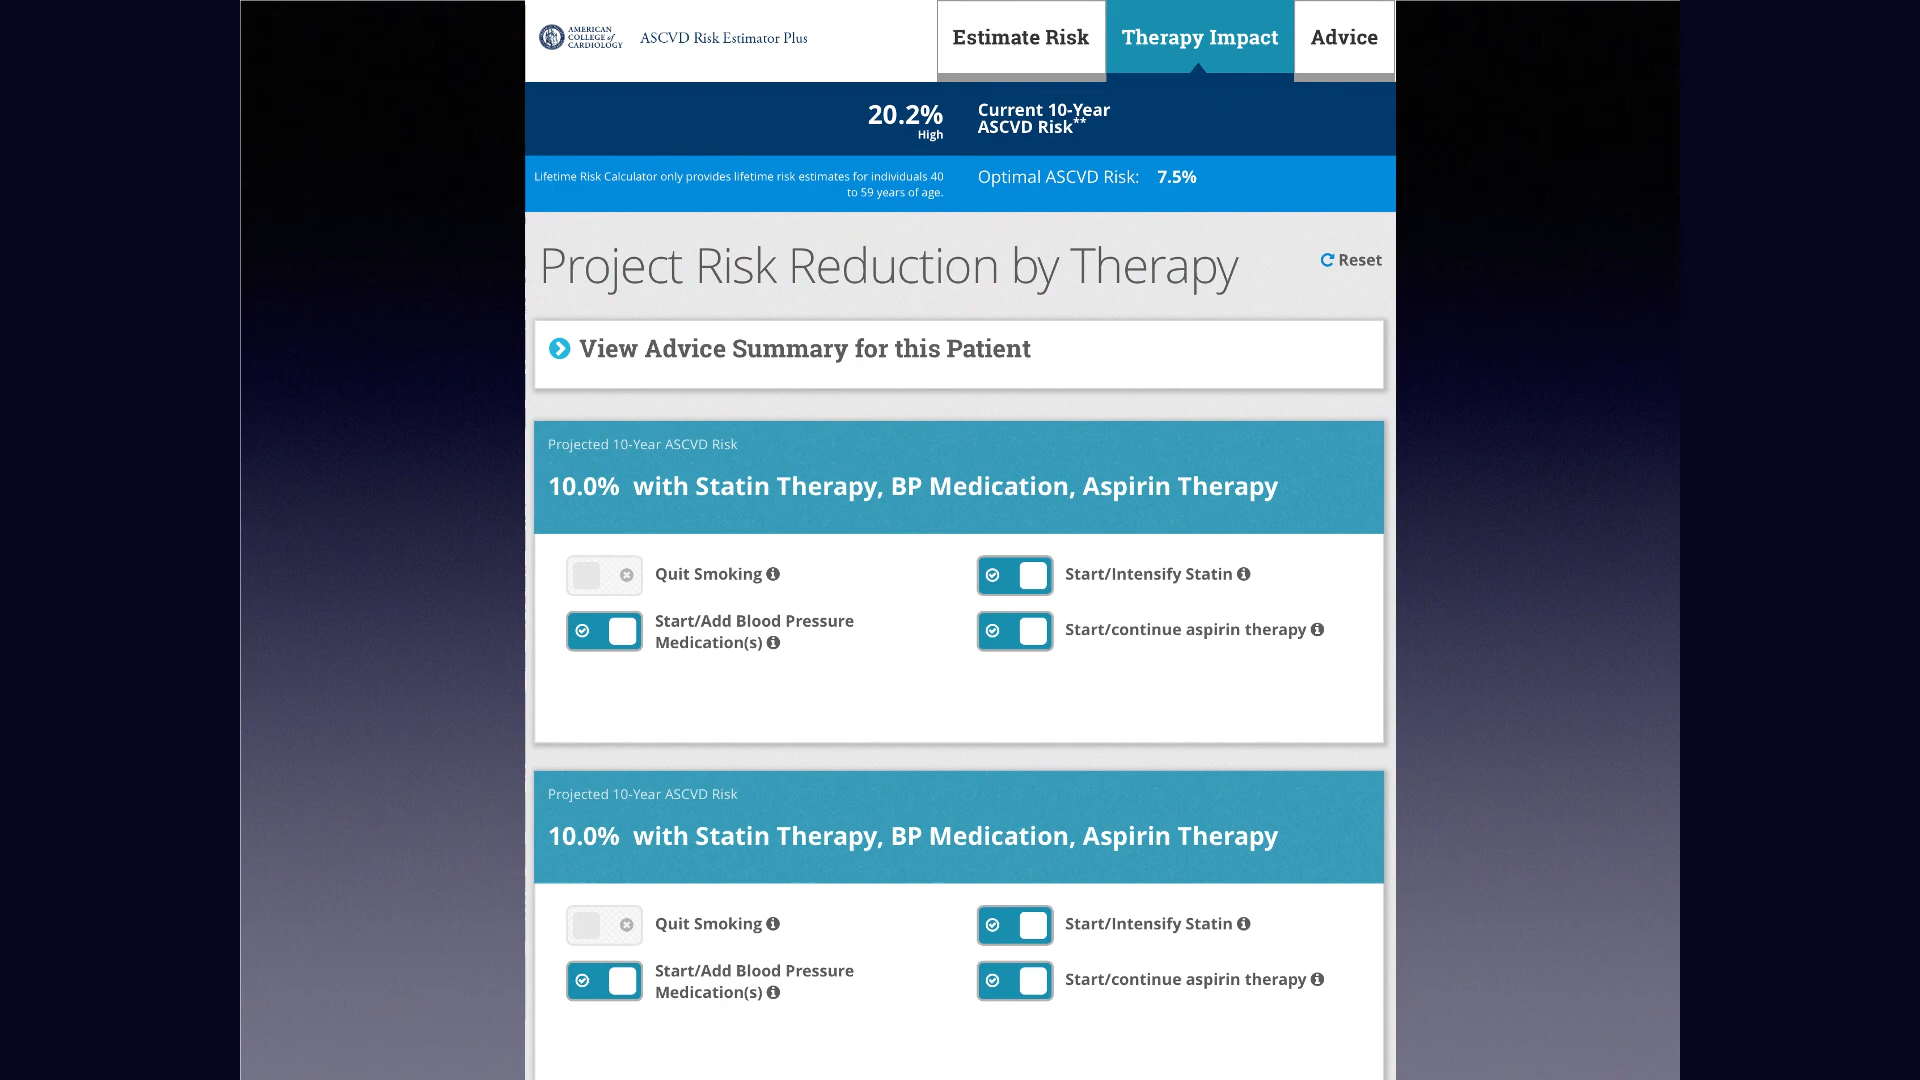 AMERICAN
COLLEGE of
CARDIOLOGY
ASCVD Risk Estimator Plus
Estimate Risk
Therapy Impact
Advice
20.2%
High
Current 10-Year
ASCVD Risk**
Lifetime Risk Calculator only provides lifetime risk estimates for individuals 40
to 59 years of age.
Optimal ASCVD Risk: 7.5%
Project Risk Reduction by Therapy
Reset
View Advice Summary for this Patient
Projected 10-Year ASCVD Risk
10.0% with Statin Therapy, BP Medication, Aspirin Therapy
Quit Smoking
Start/Intensify Statin
Start/Add Blood Pressure
Medication(s)
Start/continue aspirin therapy
Projected 10-Year ASCVD Risk
10.0% with Statin Therapy, BP Medication, Aspirin Therapy
Quit Smoking
Start/Intensify Statin
Start/Add Blood Pressure
Medication(s)
Start/continue aspirin therapy